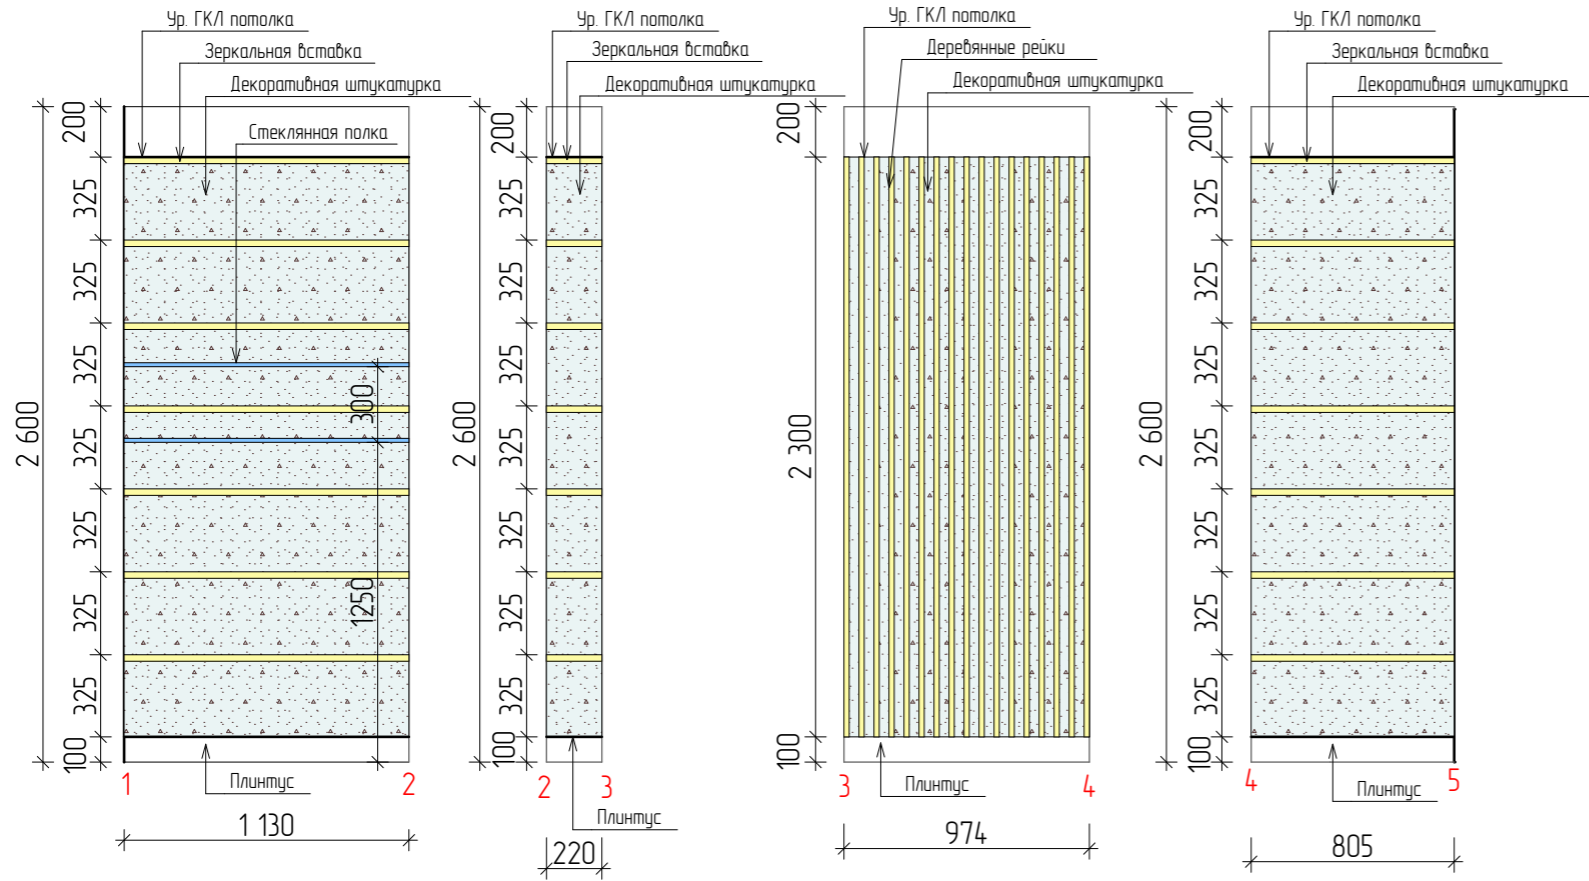 Ур. ГКЛ потолка
Зеркальная вставка
Декоративная штукатурка
Стеклянная полка
200
325
325
325
325
325
325
325
100
2 600
300
1250
Плинтус
1
2
1 130
Ур. ГКЛ потолка
Зеркальная вставка
Декоративная штукатурка
200
325
325
325
325
325
325
325
100
2 600
2
3
Плинтус
220
Ур. ГКЛ потолка
Деревянные рейки
Декоративная штукатурка
200
2 300
100
3
4
Плинтус
974
Ур. ГКЛ потолка
Зеркальная вставка
Декоративная штукатурка
200
325
325
325
325
325
325
325
100
2 600
4
5
Плинтус
805